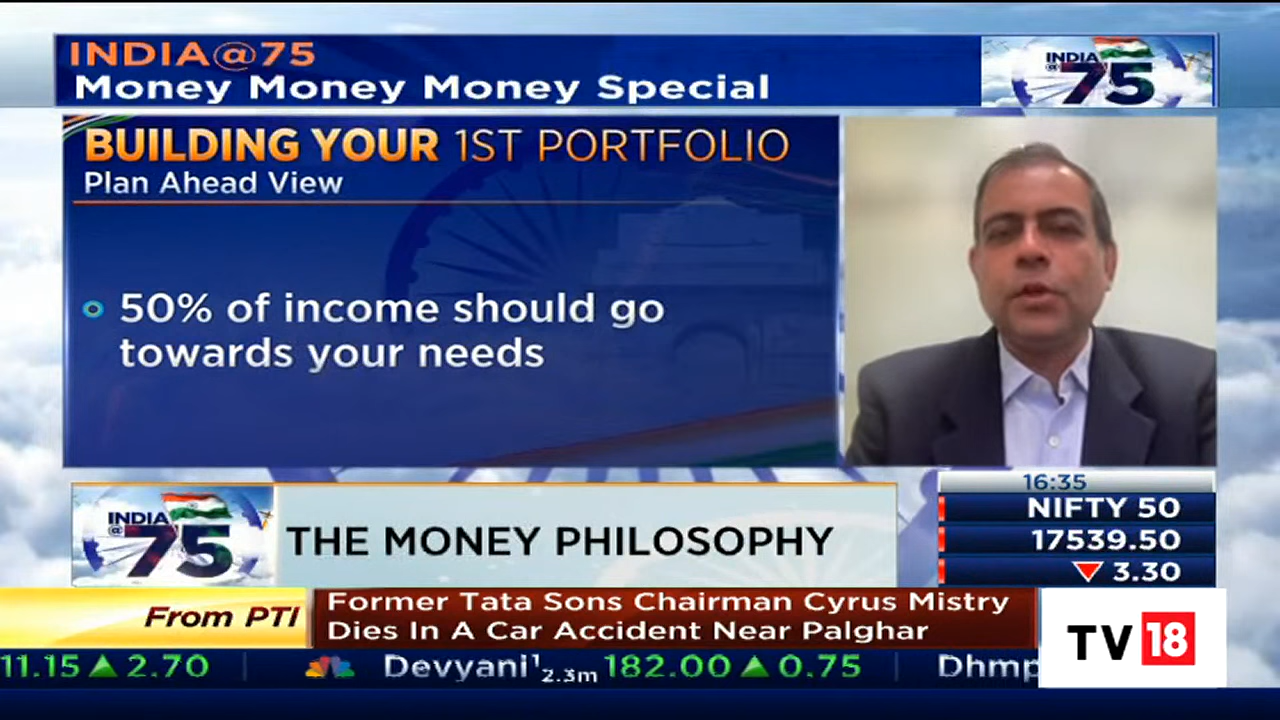 INDIA@75
Money Money Money Special
INDIA
@
75
BUILDING YOUR 1ST PORTFOLIO
Plan Ahead View
50% of income should go
towards your needs
INDIA
@
75
THE MONEY PHILOSOPHY
16:35
NIFTY 50
17539.50
▼ 3.30
From PTI
Former Tata Sons Chairman Cyrus Mistry
Dies In A Car Accident Near Palghar
11.15 ▲ 2.70 Devyani¹ 2.3m 182.00 ▲ 0.75 Dhmp
TV18